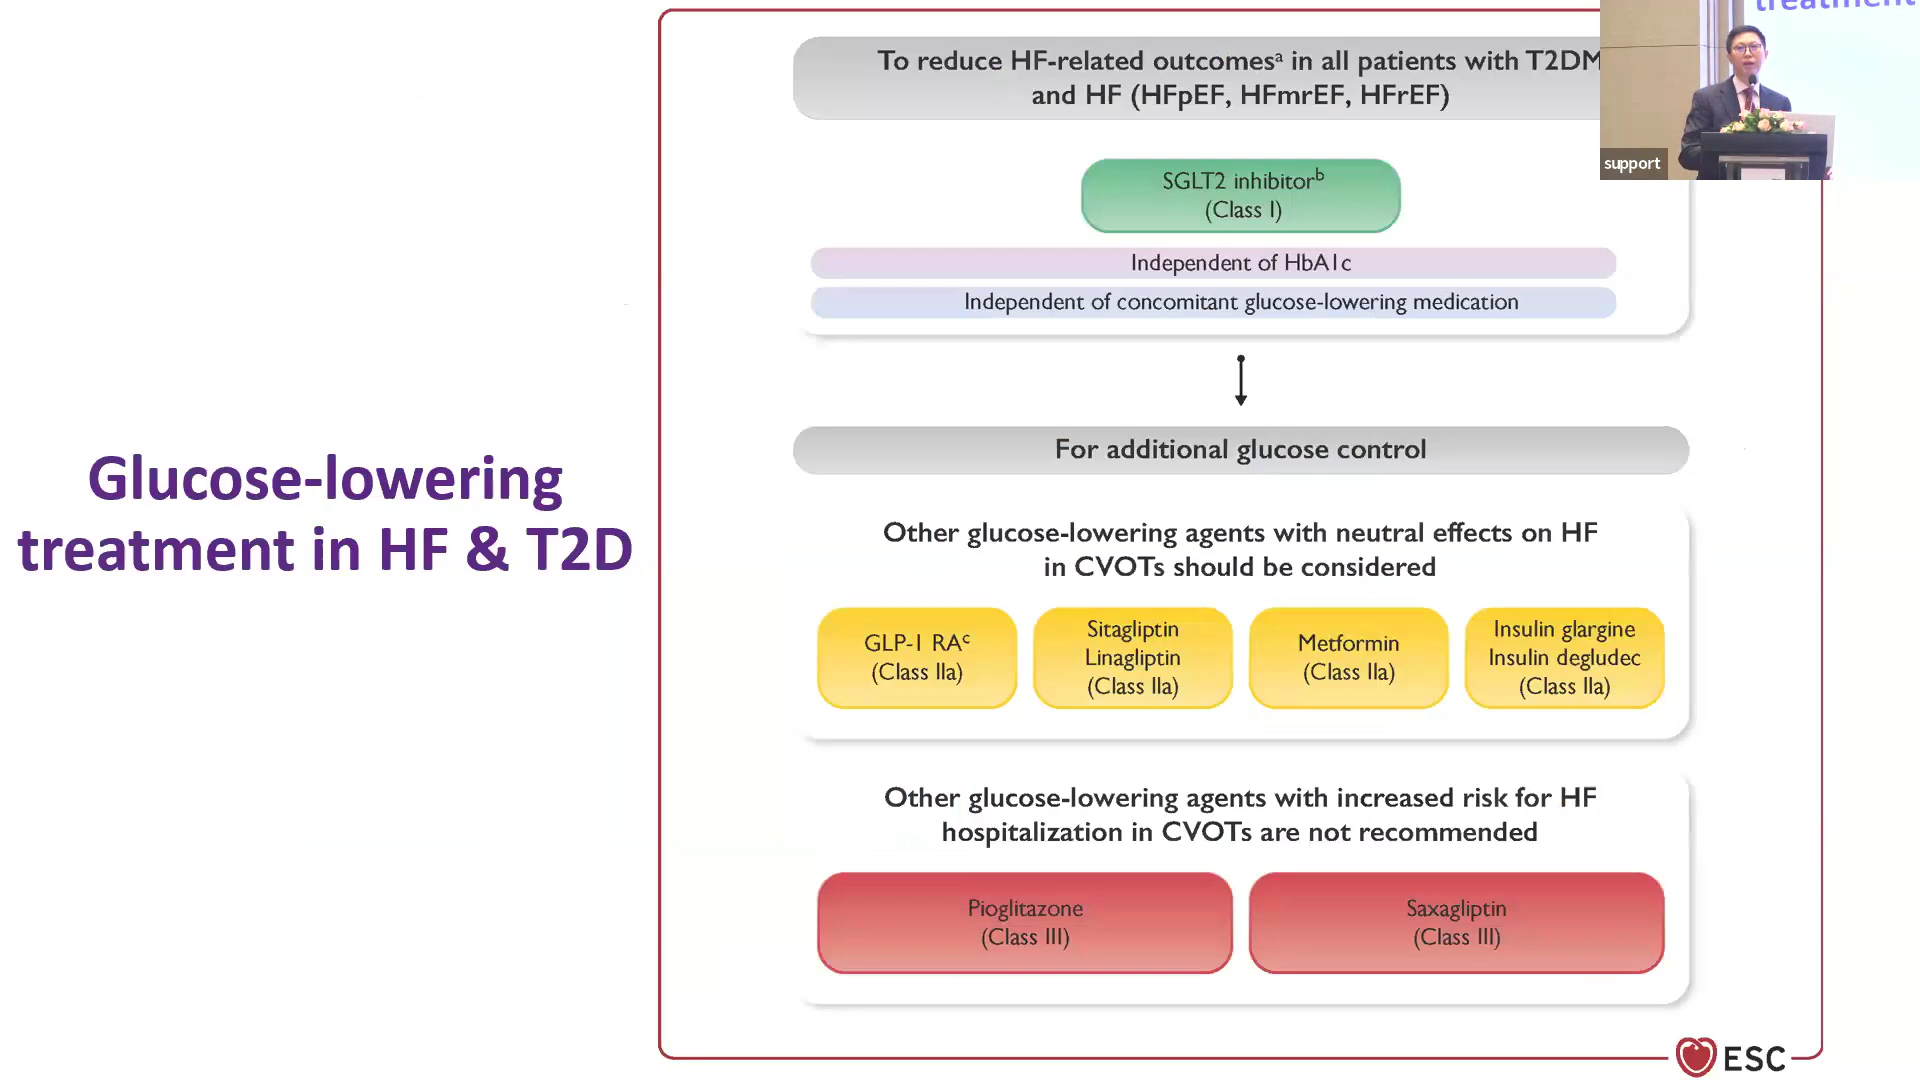 treatment
To reduce HF-related outcomesᵃ in all patients with T2DM
and HF (HFpEF, HFmrEF, HFrEF)
support
SGLT2 inhibitorᵇ
(Class I)
Independent of HbA1c
Independent of concomitant glucose-lowering medication
For additional glucose control
Glucose-lowering
treatment in HF & T2D
Other glucose-lowering agents with neutral effects on HF
in CVOTs should be considered
GLP-1 RAᶜ
(Class IIa)
Sitagliptin
Linagliptin
(Class IIa)
Metformin
(Class IIa)
Insulin glargine
Insulin degludec
(Class IIa)
Other glucose-lowering agents with increased risk for HF
hospitalization in CVOTs are not recommended
Pioglitazone
(Class III)
Saxagliptin
(Class III)
ESC